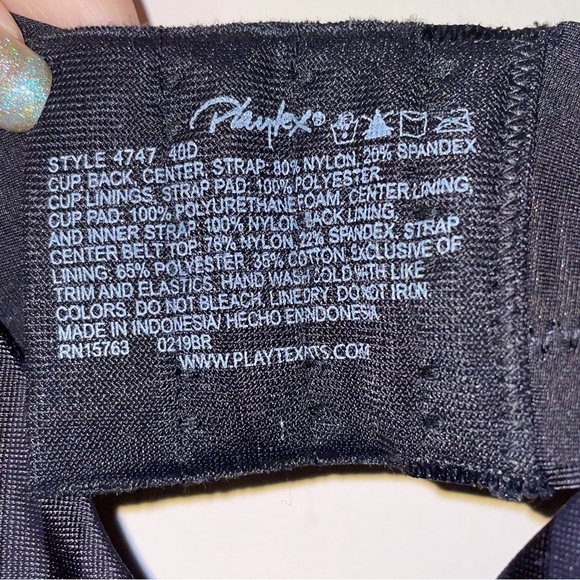 Playtex®
STYLE 4747 40D
CUP, BACK, CENTER, STRAP: 80% NYLON, 20% SPANDEX
CUP LININGS, STRAP PAD: 100% POLYESTER
CUP PAD: 100% POLYURETHANE FOAM, CENTER LINING,
AND INNER STRAP: 100% NYLON, BACK LINING
CENTER BELT TOP: 78% NYLON, 22% SPANDEX, STRAP
LINING: 65% POLYESTER, 35% COTTON, EXCLUSIVE OF
TRIM AND ELASTICS. HAND WASH COLD WITH LIKE
COLORS. DO NOT BLEACH. LINE DRY. DO NOT IRON
MADE IN INDONESIA/ HECHO EN INDONESIA
RN15763 0219BR
WWW.PLAYTEXFITS.COM